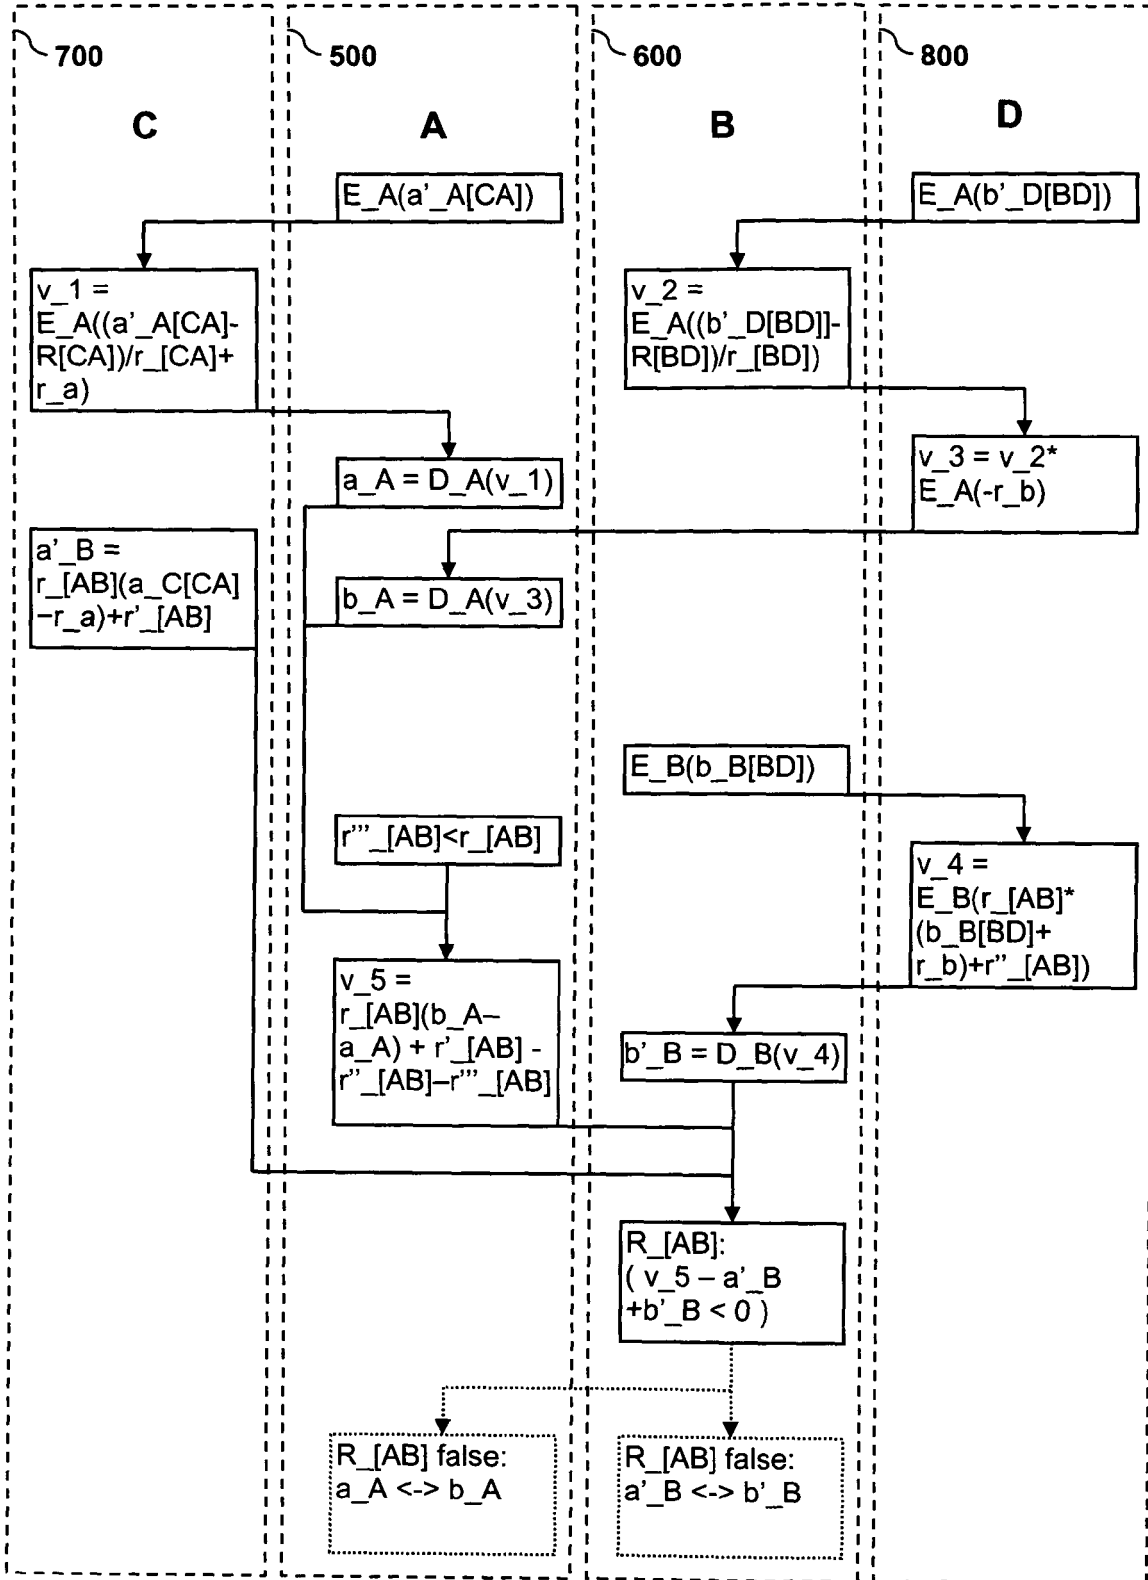 700
500
600
800
C
A
B
D
E_A(a'_A[CA])
E_A(b'_D[BD])
v_1 =
E_A((a'_A[CA]-
R[CA])/r_[CA]+
r_a)
v_2 =
E_A((b'_D[BD]]-
R[BD])/r_[BD])
a_A = D_A(v_1)
v_3 = v_2*
E_A(-r_b)
a'_B =
r_[AB](a_C[CA]
–r_a)+r'_[AB]
b_A = D_A(v_3)
E_B(b_B[BD])
r'''_[AB]<r_[AB]
v_4 =
E_B(r_[AB]*
(b_B[BD]+
r_b)+r''_[AB])
v_5 =
r_[AB](b_A–
a_A) + r'_[AB] -
r''_[AB]–r'''_[AB]
b'_B = D_B(v_4)
R_[AB]:
( v_5 – a'_B
+b'_B < 0 )
R_[AB] false:
a_A <-> b_A
R_[AB] false:
a'_B <-> b'_B